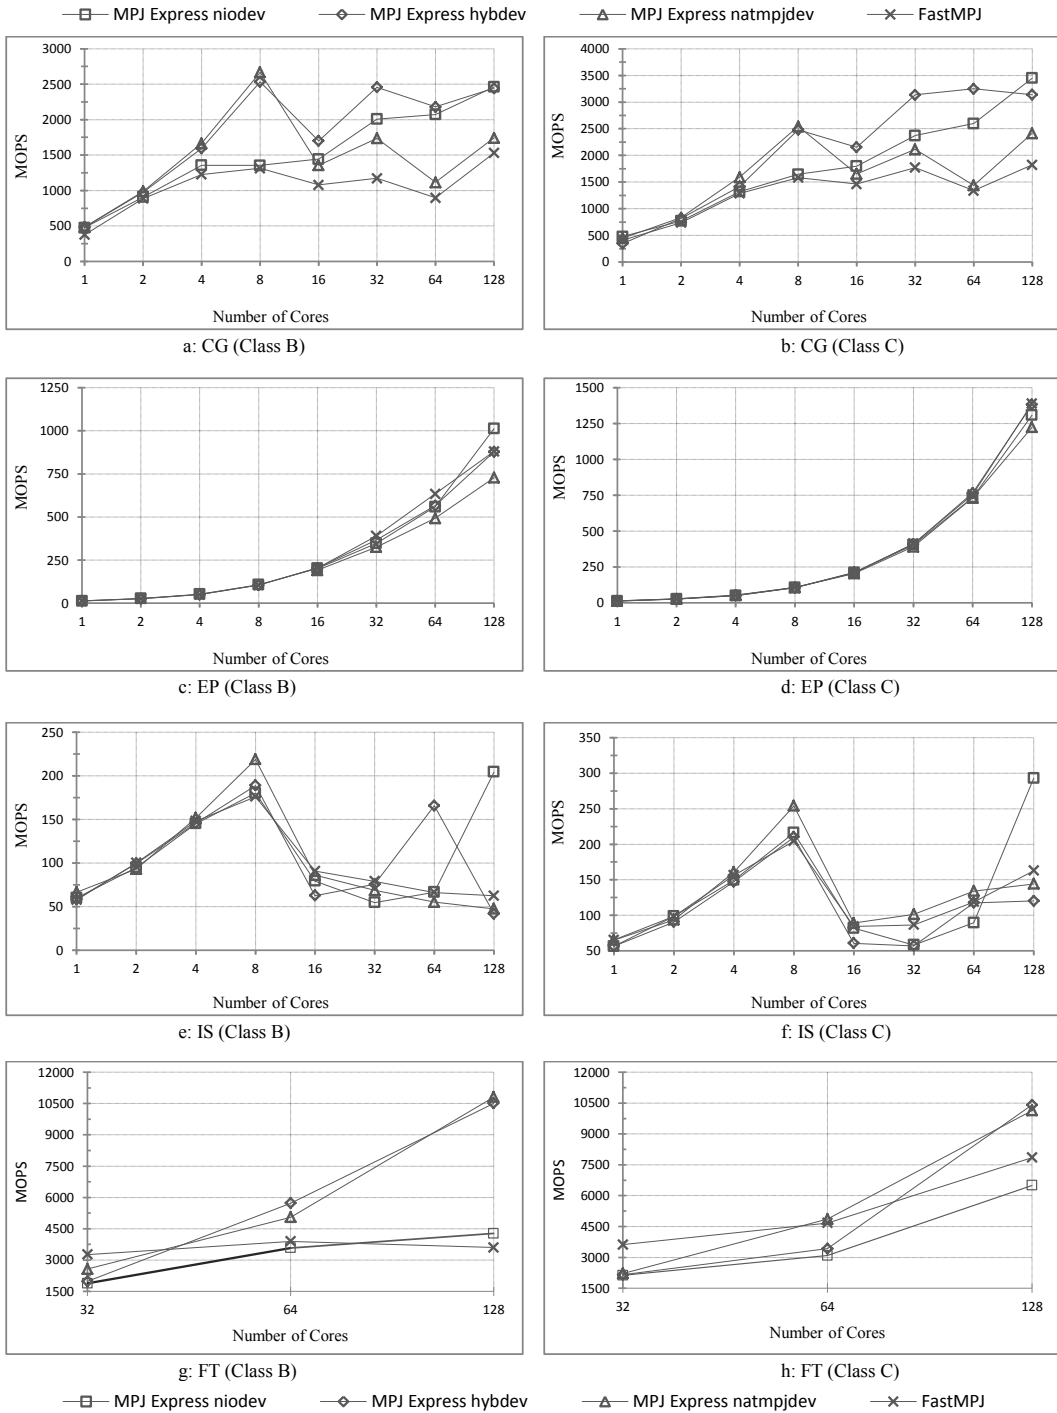 MPJ Express niodev MPJ Express hybdev MPJ Express natmpjdev FastMPJ
3000
2500
2000
1500
1000
500
0
MOPS
1 2 4 8 16 32 64 128
Number of Cores
a: CG (Class B)
4000
3500
3000
2500
2000
1500
1000
500
0
MOPS
1 2 4 8 16 32 64 128
Number of Cores
b: CG (Class C)
1250
1000
750
500
250
0
MOPS
1 2 4 8 16 32 64 128
Number of Cores
c: EP (Class B)
1500
1250
1000
750
500
250
0
MOPS
1 2 4 8 16 32 64 128
Number of Cores
d: EP (Class C)
250
200
150
100
50
0
MOPS
1 2 4 8 16 32 64 128
Number of Cores
e: IS (Class B)
350
300
250
200
150
100
50
MOPS
1 2 4 8 16 32 64 128
Number of Cores
f: IS (Class C)
12000
10500
9000
7500
6000
4500
3000
1500
MOPS
32 64 128
Number of Cores
g: FT (Class B)
12000
10500
9000
7500
6000
4500
3000
1500
MOPS
32 64 128
Number of Cores
h: FT (Class C)
MPJ Express niodev MPJ Express hybdev MPJ Express natmpjdev FastMPJ